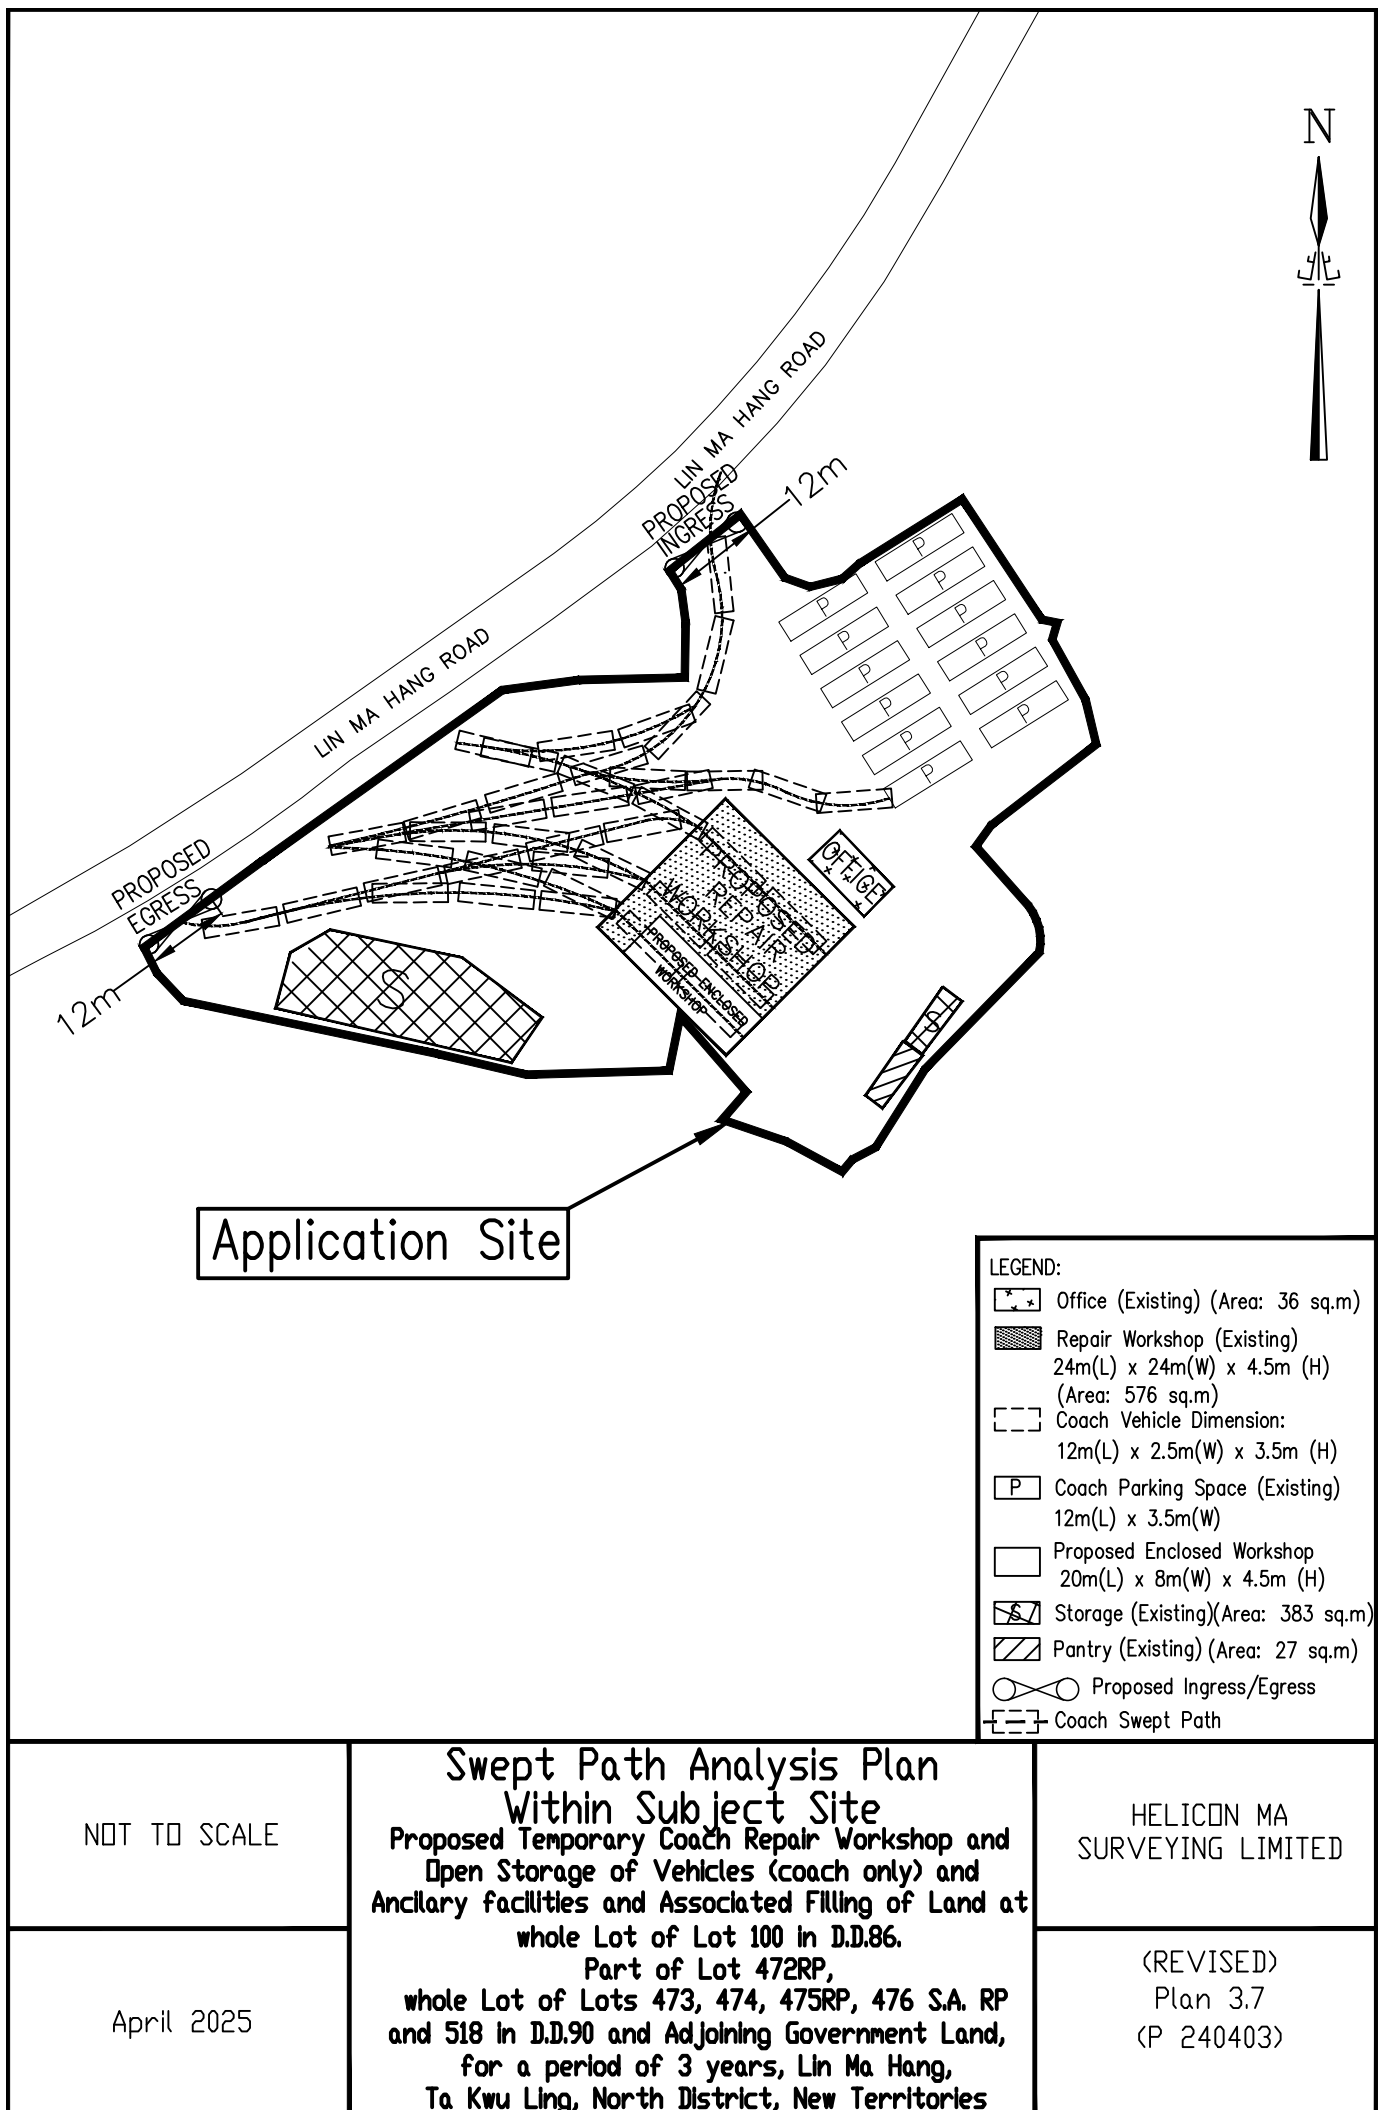 N
LIN MA HANG ROAD
PROPOSED
INGRESS
12m
LIN MA HANG ROAD
P
P
P
P
P
P
P
P
P
P
P
P
PROPOSED
EGRESS
12m
OFFICE
PROPOSED
REPAIR
WORKSHOP
PROPOSED ENCLOSED
WORKSHOP
S
S
Application Site
LEGEND:
Office (Existing) (Area: 36 sq.m)
Repair Workshop (Existing)
24m(L) x 24m(W) x 4.5m (H)
(Area: 576 sq.m)
Coach Vehicle Dimension:
12m(L) x 2.5m(W) x 3.5m (H)
P Coach Parking Space (Existing)
12m(L) x 3.5m(W)
Proposed Enclosed Workshop
20m(L) x 8m(W) x 4.5m (H)
S Storage (Existing)(Area: 383 sq.m)
Pantry (Existing) (Area: 27 sq.m)
Proposed Ingress/Egress
Coach Swept Path
NOT TO SCALE
April 2025
Swept Path Analysis Plan
Within Subject Site
Proposed Temporary Coach Repair Workshop and
Open Storage of Vehicles (coach only) and
Ancilary facilities and Associated Filling of Land at
whole Lot of Lot 100 in D.D.86.
Part of Lot 472RP,
whole Lot of Lots 473, 474, 475RP, 476 S.A. RP
and 518 in D.D.90 and Adjoining Government Land,
for a period of 3 years, Lin Ma Hang,
Ta Kwu Ling, North District, New Territories
HELICON MA
SURVEYING LIMITED
(REVISED)
Plan 3.7
(P 240403)